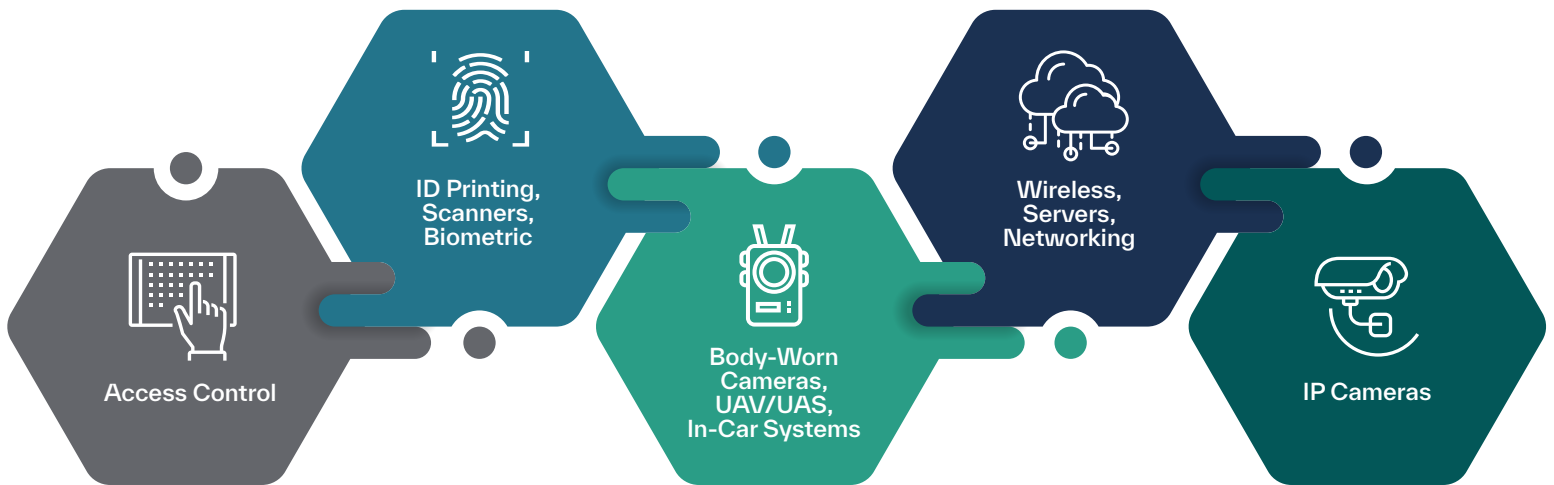 Access Control
ID Printing,
Scanners,
Biometric
Body-Worn
Cameras,
UAV/UAS,
In-Car Systems
Wireless,
Servers,
Networking
IP Cameras